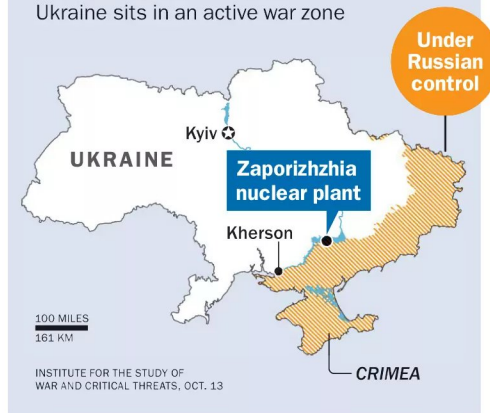 Ukraine sits in an active war zone
Under
Russian
control
Kyiv
UKRAINE
Zaporizhzhia
nuclear plant
Kherson
100 MILES
161 KM
INSTITUTE FOR THE STUDY OF
WAR AND CRITICAL THREATS, OCT. 13
CRIMEA